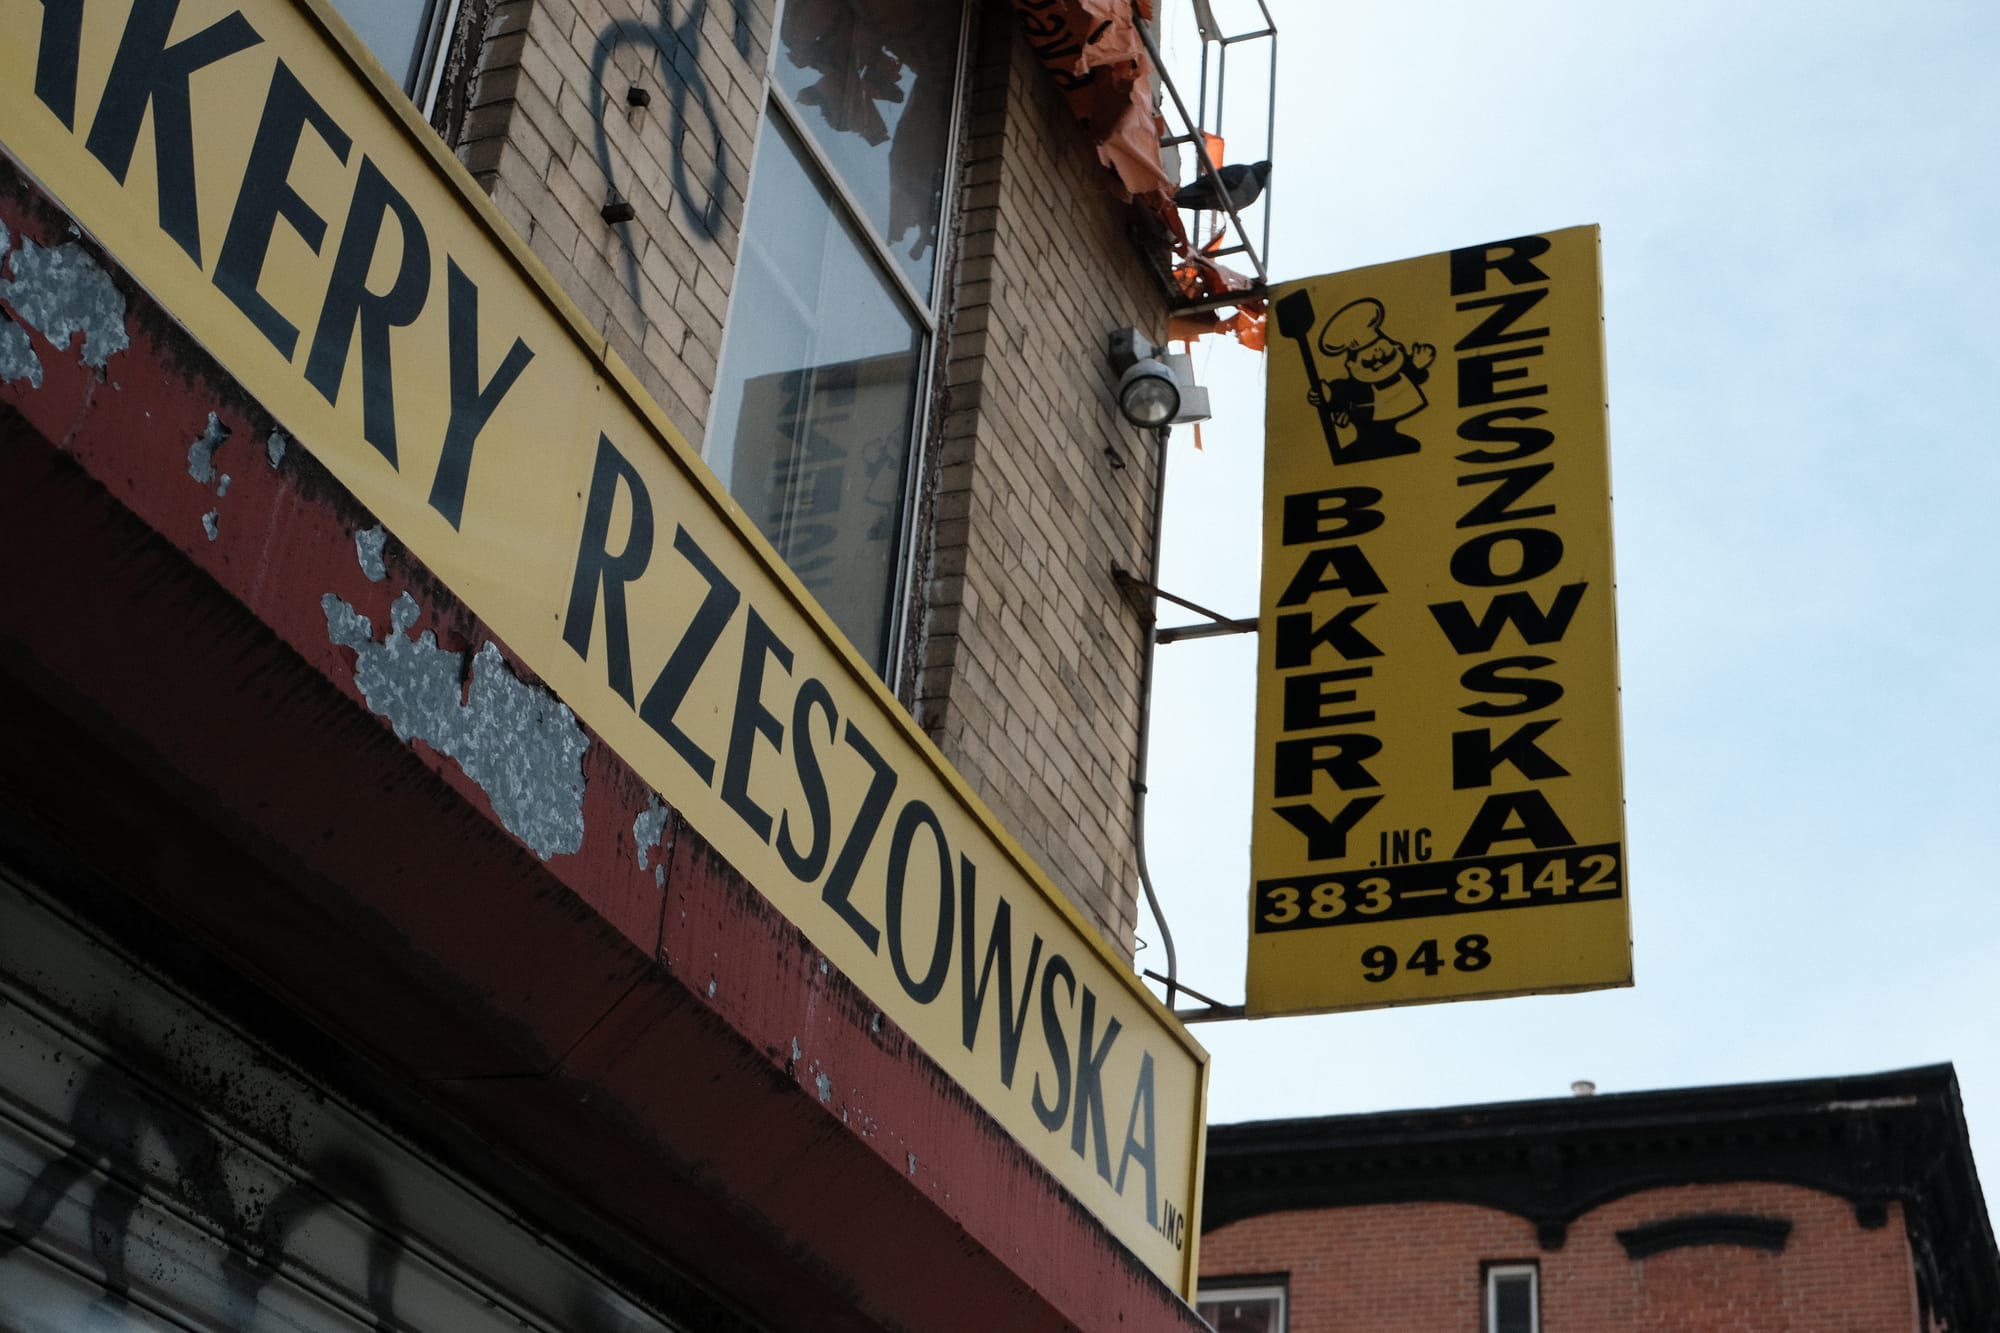 AKERY RZESZOWSKA .INC
RZESZOWSKA
BAKERY .INC
383-8142
948